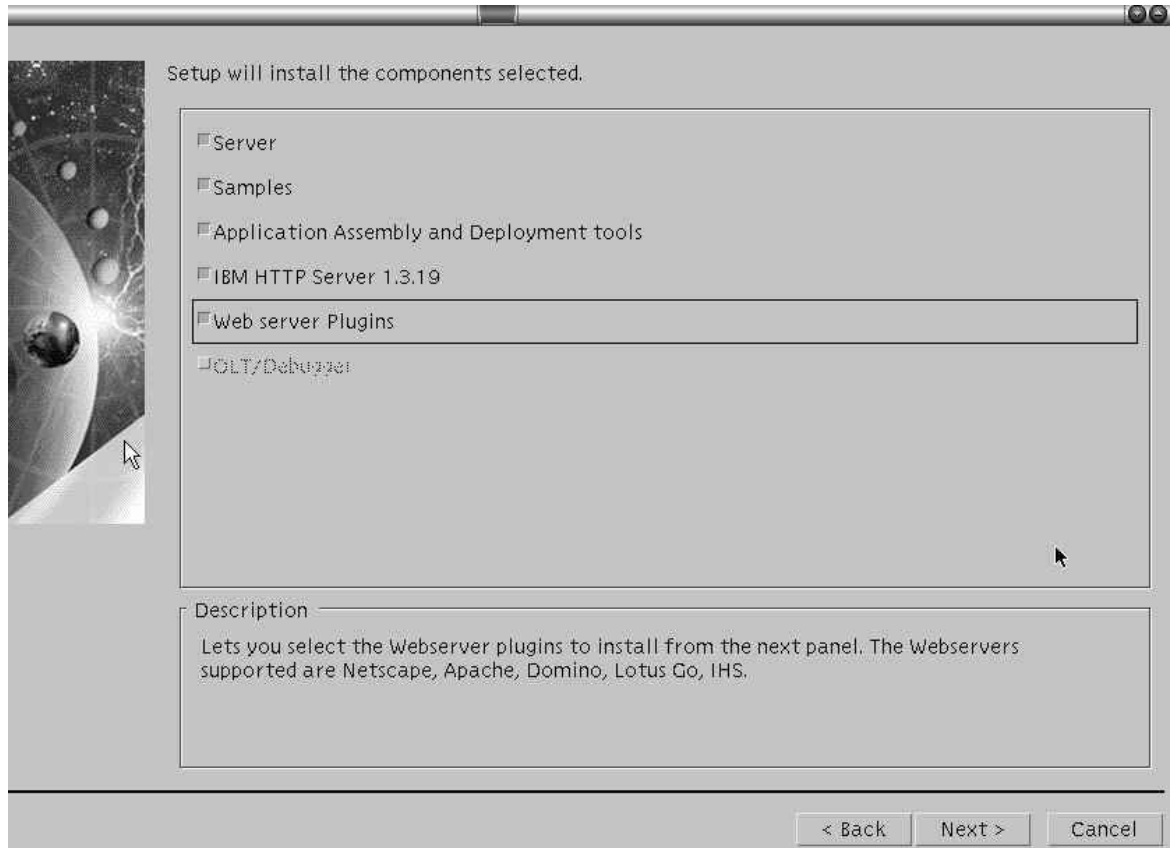 Setup will install the components selected.
Server
Samples
Application Assembly and Deployment tools
IBM HTTP Server 1.3.19
Web server Plugins
OLT/Debugger
Description
Lets you select the Webserver plugins to install from the next panel. The Webservers
supported are Netscape, Apache, Domino, Lotus Go, IHS.
< Back
Next >
Cancel